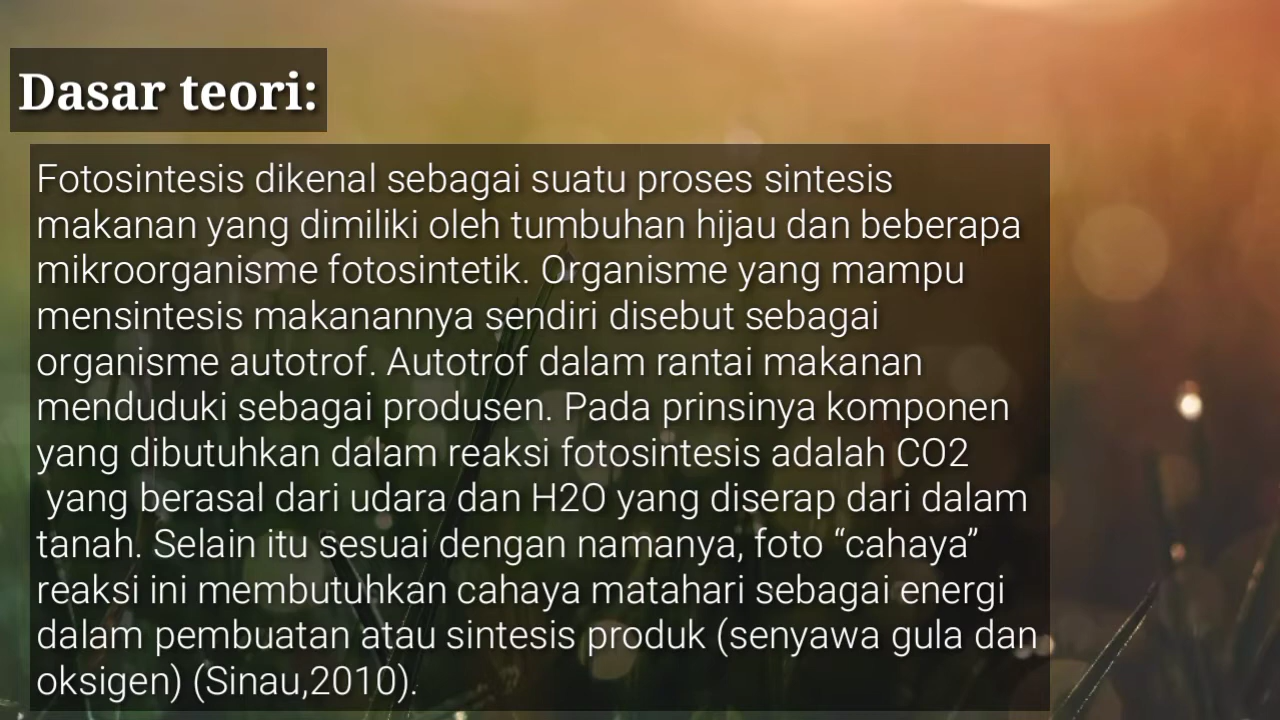 Dasar teori:
Fotosintesis dikenal sebagai suatu proses sintesis
makanan yang dimiliki oleh tumbuhan hijau dan beberapa
mikroorganisme fotosintetik. Organisme yang mampu
mensintesis makanannya sendiri disebut sebagai
organisme autotrof. Autotrof dalam rantai makanan
menduduki sebagai produsen. Pada prinsinya komponen
yang dibutuhkan dalam reaksi fotosintesis adalah CO2
yang berasal dari udara dan H2O yang diserap dari dalam
tanah. Selain itu sesuai dengan namanya, foto “cahaya”
reaksi ini membutuhkan cahaya matahari sebagai energi
dalam pembuatan atau sintesis produk (senyawa gula dan
oksigen) (Sinau,2010).